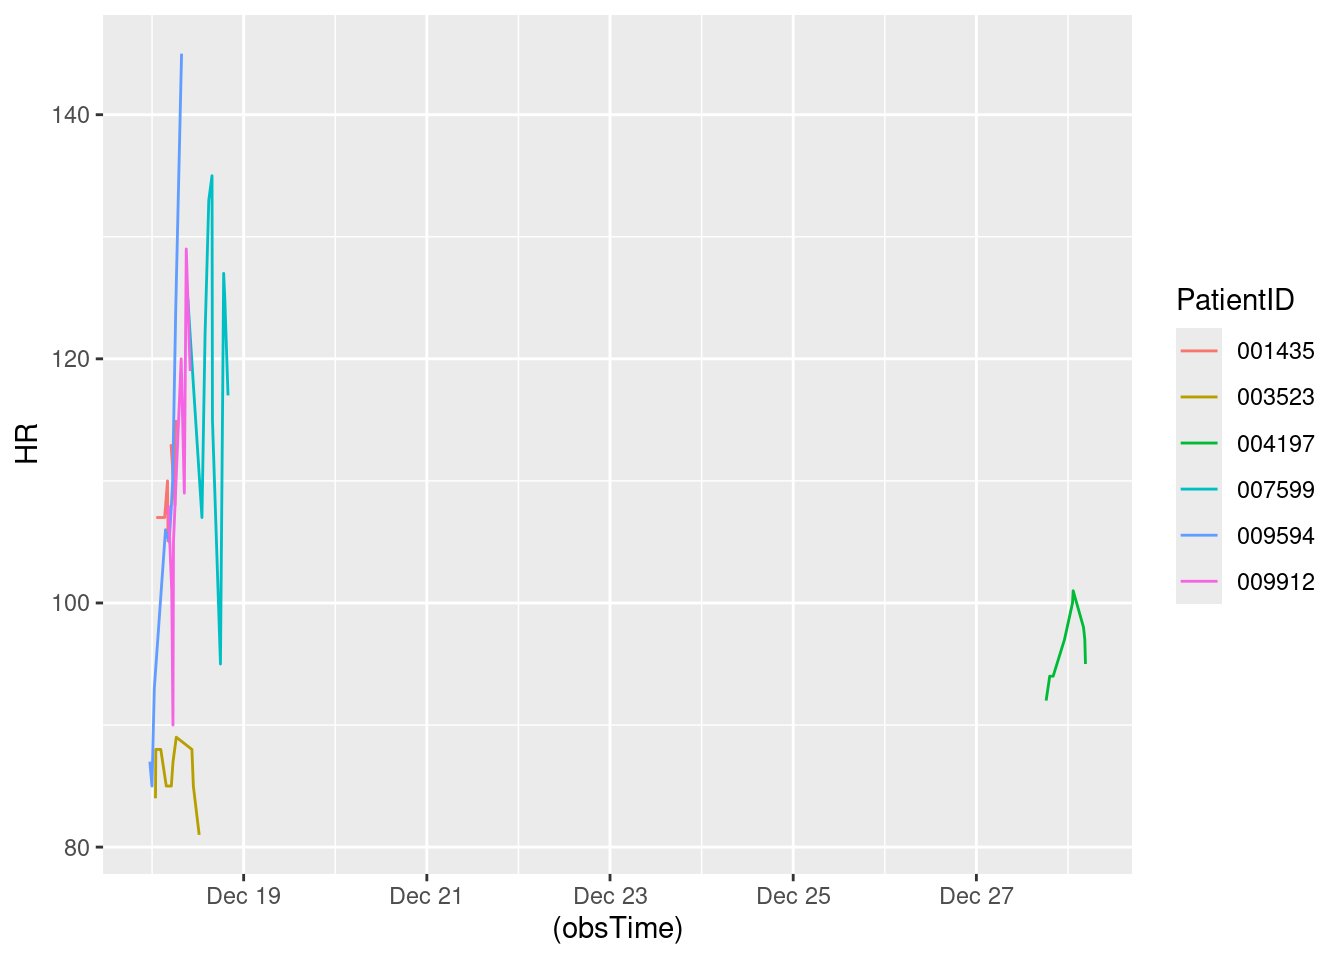 140
120
100
80
HR
Dec 19
Dec 21
Dec 23
Dec 25
Dec 27
(obsTime)
PatientID
001435
003523
004197
007599
009594
009912